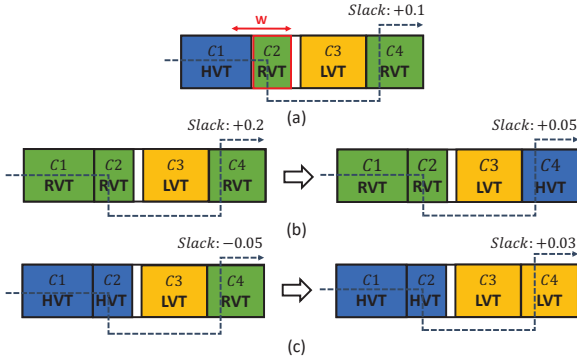 Slack: +0.1
W
C1 C2 C3 C4
HVT RVT LVT RVT
(a)
Slack: +0.2 Slack: +0.05
C1 C2 C3 C4 C1 C2 C3 C4
RVT RVT LVT RVT RVT RVT LVT HVT
(b)
Slack: −0.05 Slack: +0.03
C1 C2 C3 C4 C1 C2 C3 C4
HVT HVT LVT RVT HVT HVT LVT LVT
(c)